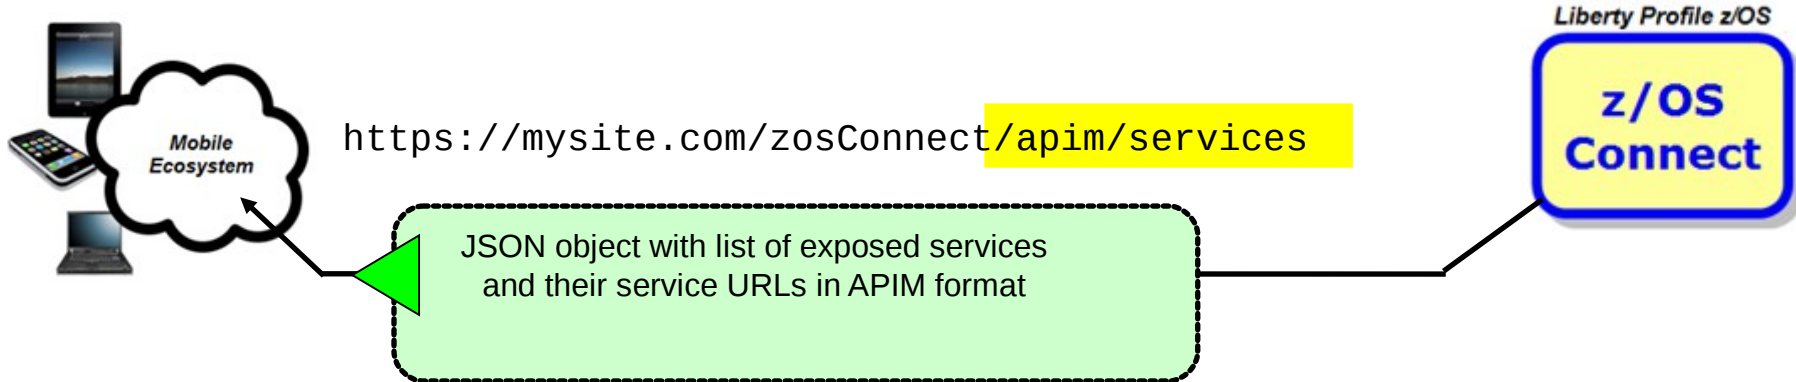 Liberty Profile z/OS
z/OS
Connect
https://mysite.com/zosConnect/apim/services
Mobile
Ecosystem
JSON object with list of exposed services
and their service URLs in APIM format